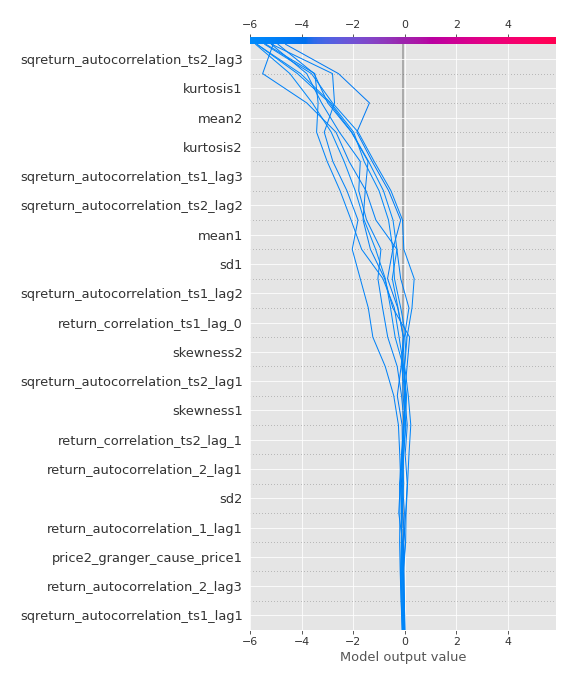 −6 −4 −2 0 2 4
sqreturn_autocorrelation_ts2_lag3
kurtosis1
mean2
kurtosis2
sqreturn_autocorrelation_ts1_lag3
sqreturn_autocorrelation_ts2_lag2
mean1
sd1
sqreturn_autocorrelation_ts1_lag2
return_correlation_ts1_lag_0
skewness2
sqreturn_autocorrelation_ts2_lag1
skewness1
return_correlation_ts2_lag_1
return_autocorrelation_2_lag1
sd2
return_autocorrelation_1_lag1
price2_granger_cause_price1
return_autocorrelation_2_lag3
sqreturn_autocorrelation_ts1_lag1
−6 −4 −2 0 2 4
Model output value